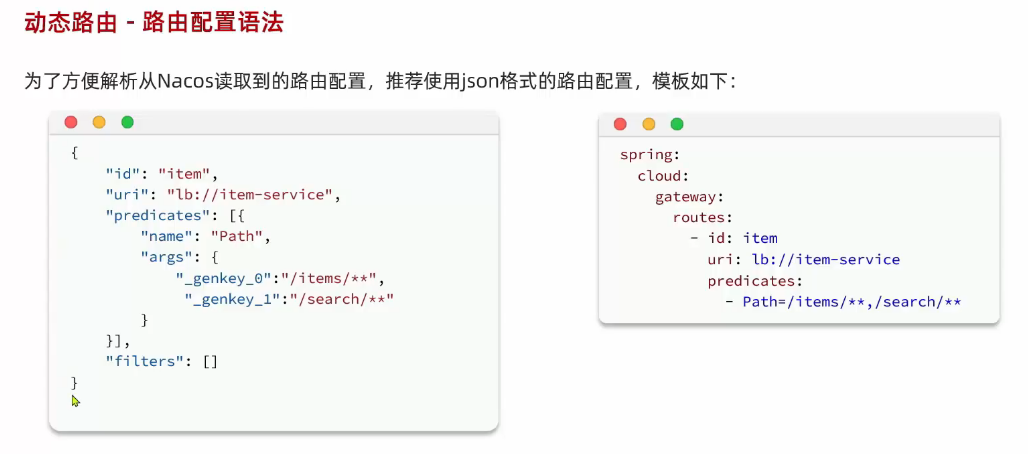 动态路由 - 路由配置语法
为了方便解析从Nacos读取到的路由配置，推荐使用json格式的路由配置，模板如下：
{
    "id": "item",
    "uri": "lb://item-service",
    "predicates": [{
        "name": "Path",
        "args": {
            "_genkey_0":"/items/**",
             "_genkey_1":"/search/**"
        }
    }],
    "filters": []
}
spring:
  cloud:
    gateway:
      routes:
        - id: item
          uri: lb://item-service
          predicates:
            - Path=/items/**,/search/**